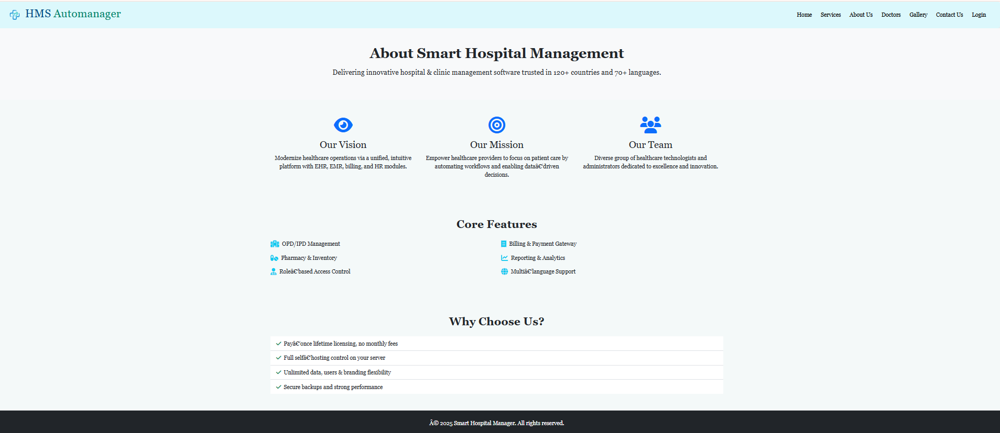 HMS Automanager
Home Services About Us Doctors Gallery Contact Us Login
About Smart Hospital Management
Delivering innovative hospital & clinic management software trusted in 120+ countries and 70+ languages.
Our Vision
Modernize healthcare operations via a unified, intuitive
platform with EHR, EMR, billing, and HR modules.
Our Mission
Empower healthcare providers to focus on patient care by
automating workflows and enabling dataâ€‘driven
decisions.
Our Team
Diverse group of healthcare technologists and
administrators dedicated to excellence and innovation.
Core Features
OPD/IPD Management
Pharmacy & Inventory
Roleâ€‘based Access Control
Billing & Payment Gateway
Reporting & Analytics
Multiâ€‘language Support
Why Choose Us?
Payâ€‘once lifetime licensing, no monthly fees
Full selfâ€‘hosting control on your server
Unlimited data, users & branding flexibility
Secure backups and strong performance
Â© 2025 Smart Hospital Manager. All rights reserved.